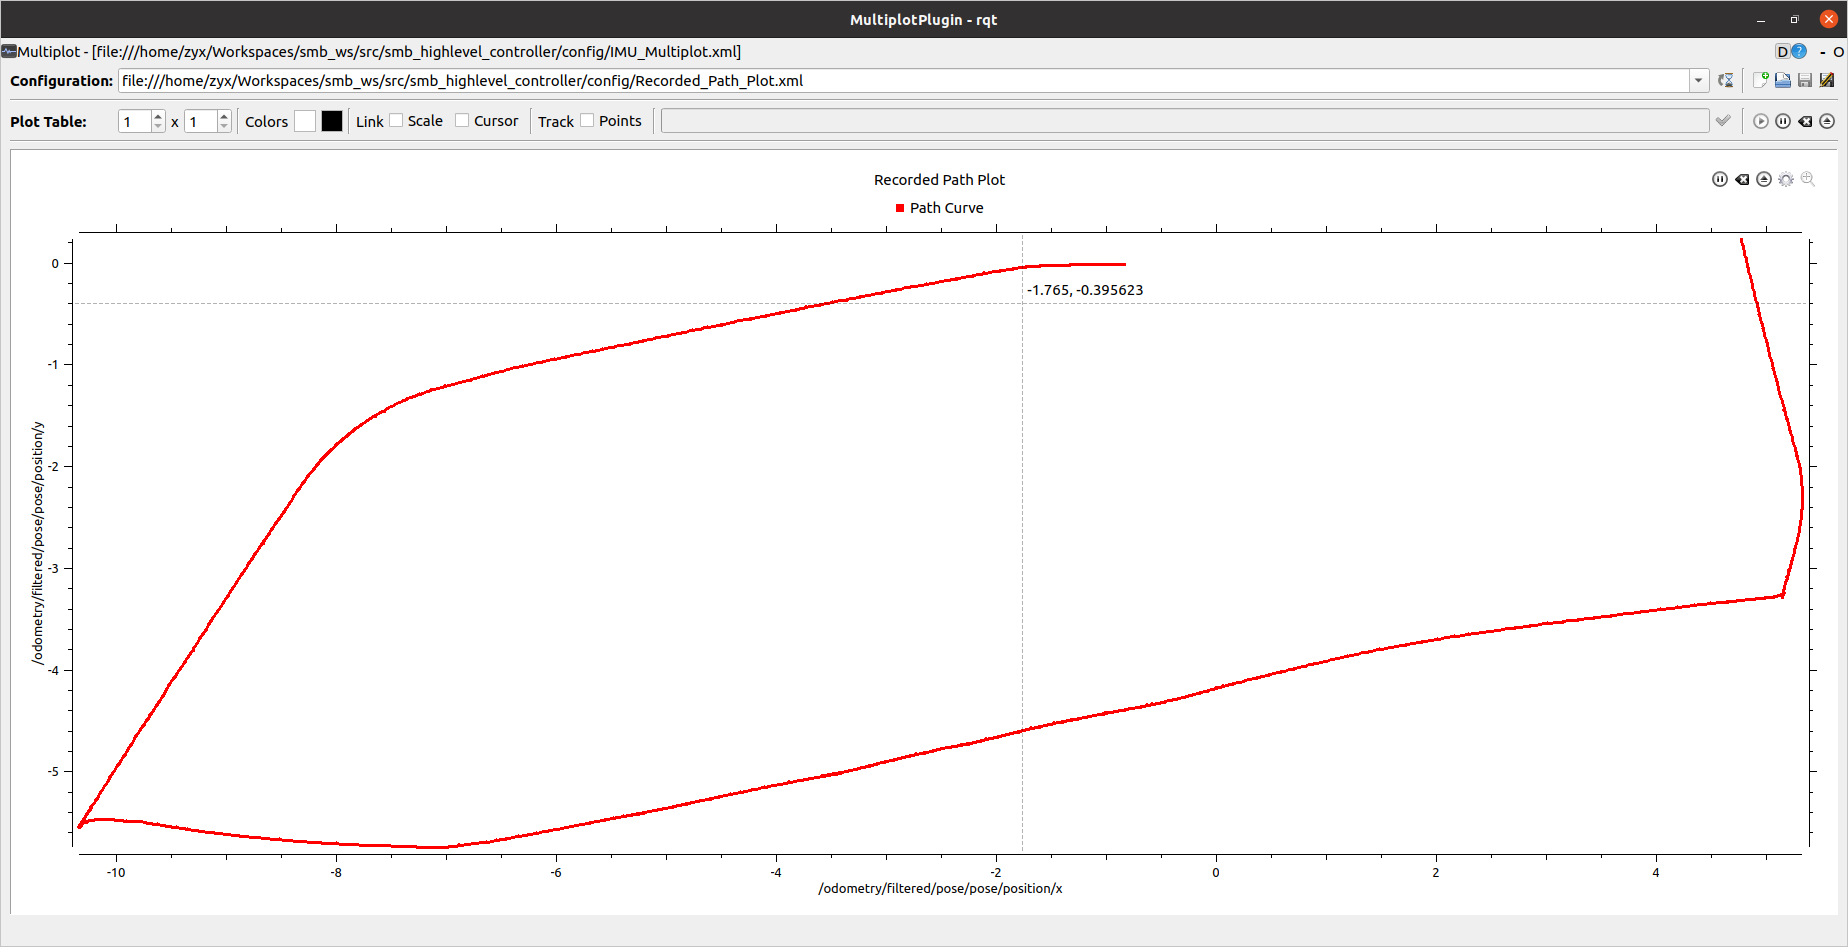 MultiplotPlugin - rqt
Multiplot - [file:///home/zyx/Workspaces/smb_ws/src/smb_highlevel_controller/config/IMU_Multiplot.xml]
D ? - O
Configuration: file:///home/zyx/Workspaces/smb_ws/src/smb_highlevel_controller/config/Recorded_Path_Plot.xml
Plot Table: 1 x 1 Colors Link Scale Cursor Track Points
Recorded Path Plot
Path Curve
0
-1
-2
-3
-4
-5
/odometry/filtered/pose/pose/position/y
-1.765, -0.395623
-10 -8 -6 -4 -2 0 2 4
/odometry/filtered/pose/pose/position/x